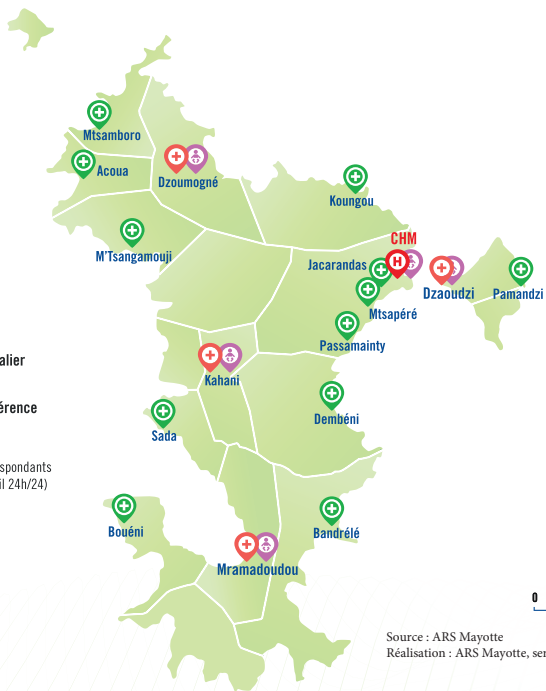 Mtsamboro
Acoua
Dzoumogné
Koungou
M'Tsangamouji
CHM
H
Jacarandas
Dzaoudzi
Pamandzi
Mtsapéré
Passamainty
alier
Kahani
érence
Dembéni
Sada
spondants
il 24h/24)
Bouéni
Bandrélé
Mramadoudou
0
Source : ARS Mayotte
Réalisation : ARS Mayotte, ser